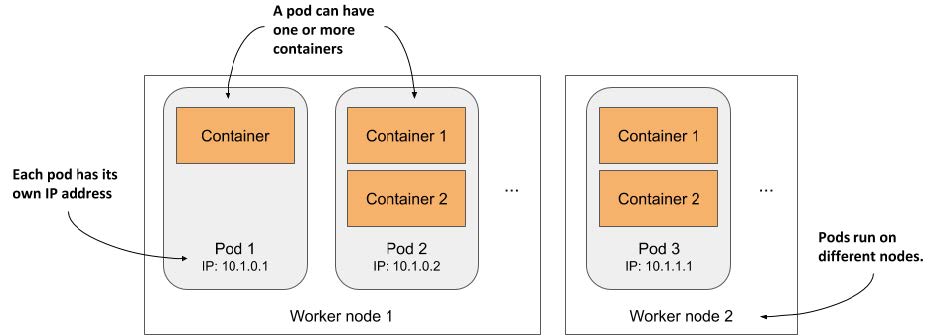 A pod can have
one or more
containers
Container
Container 1
Container 1
Each pod has its
own IP address
Container 2
...
Container 2
...
Pod 1
IP: 10.1.0.1
Pod 2
IP: 10.1.0.2
Pod 3
IP: 10.1.1.1
Pods run on
different nodes.
Worker node 1
Worker node 2